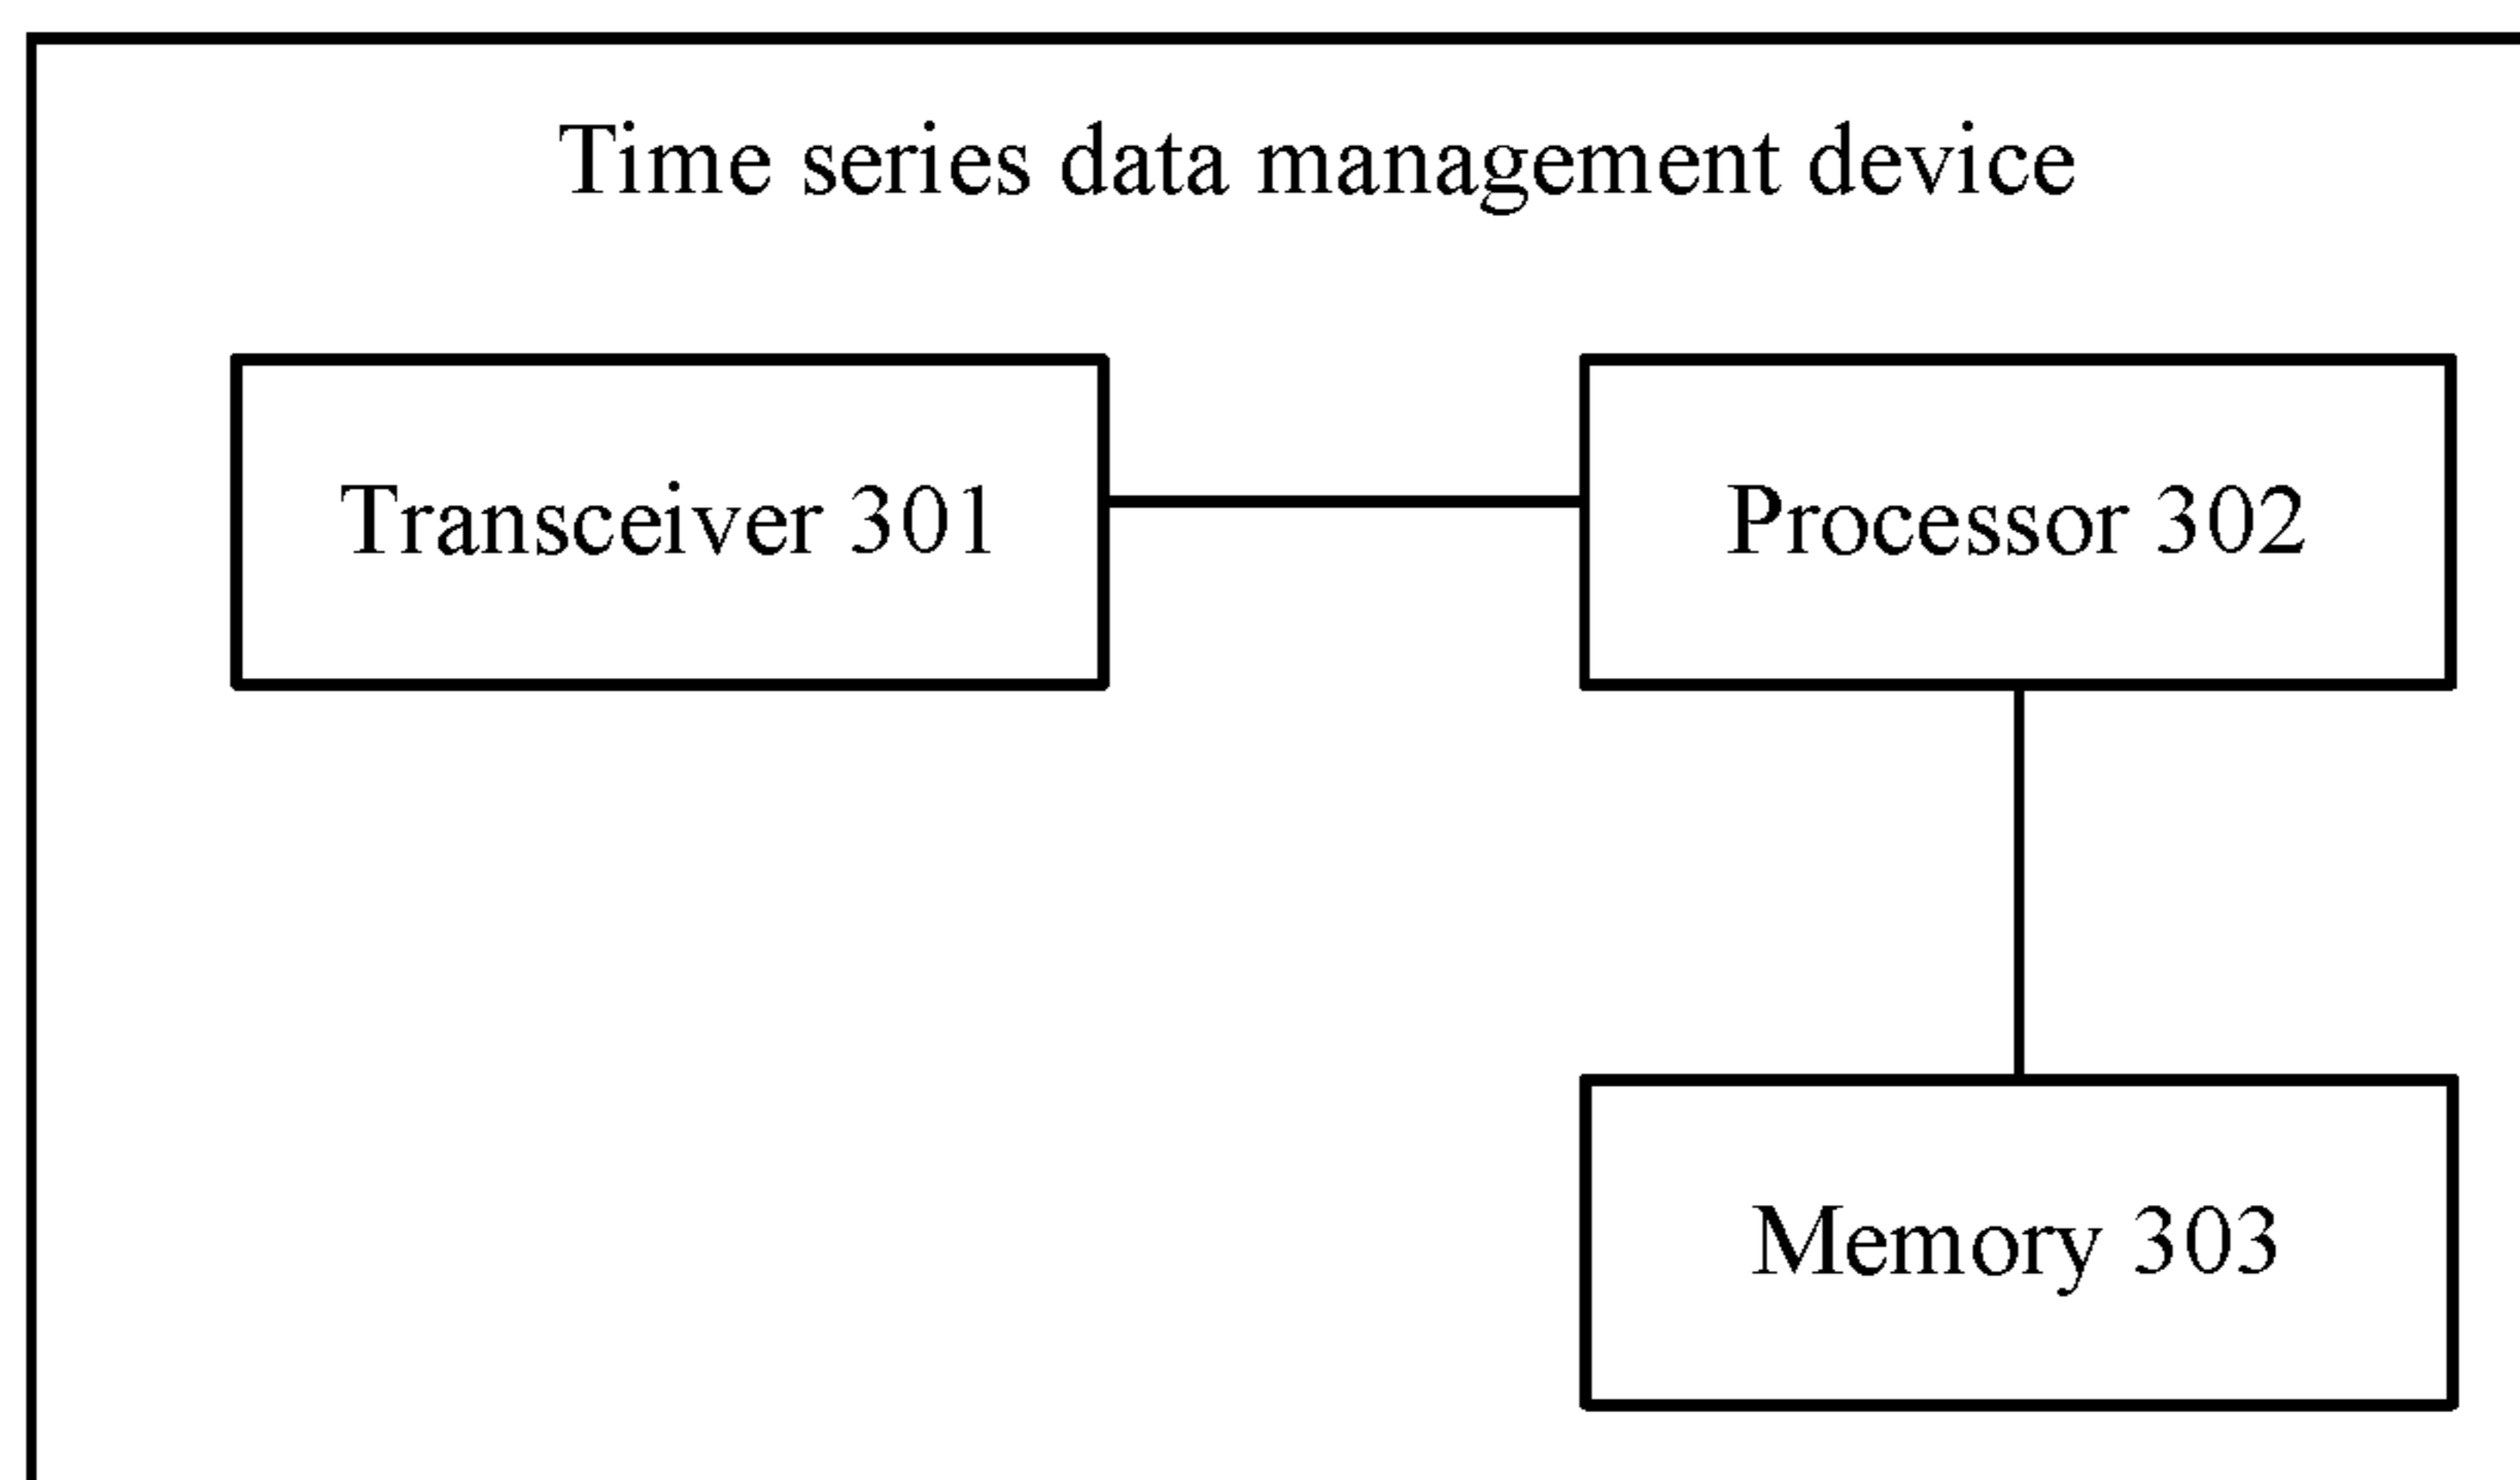 Time series data management device
Transceiver 301
Processor 302
Memory 303